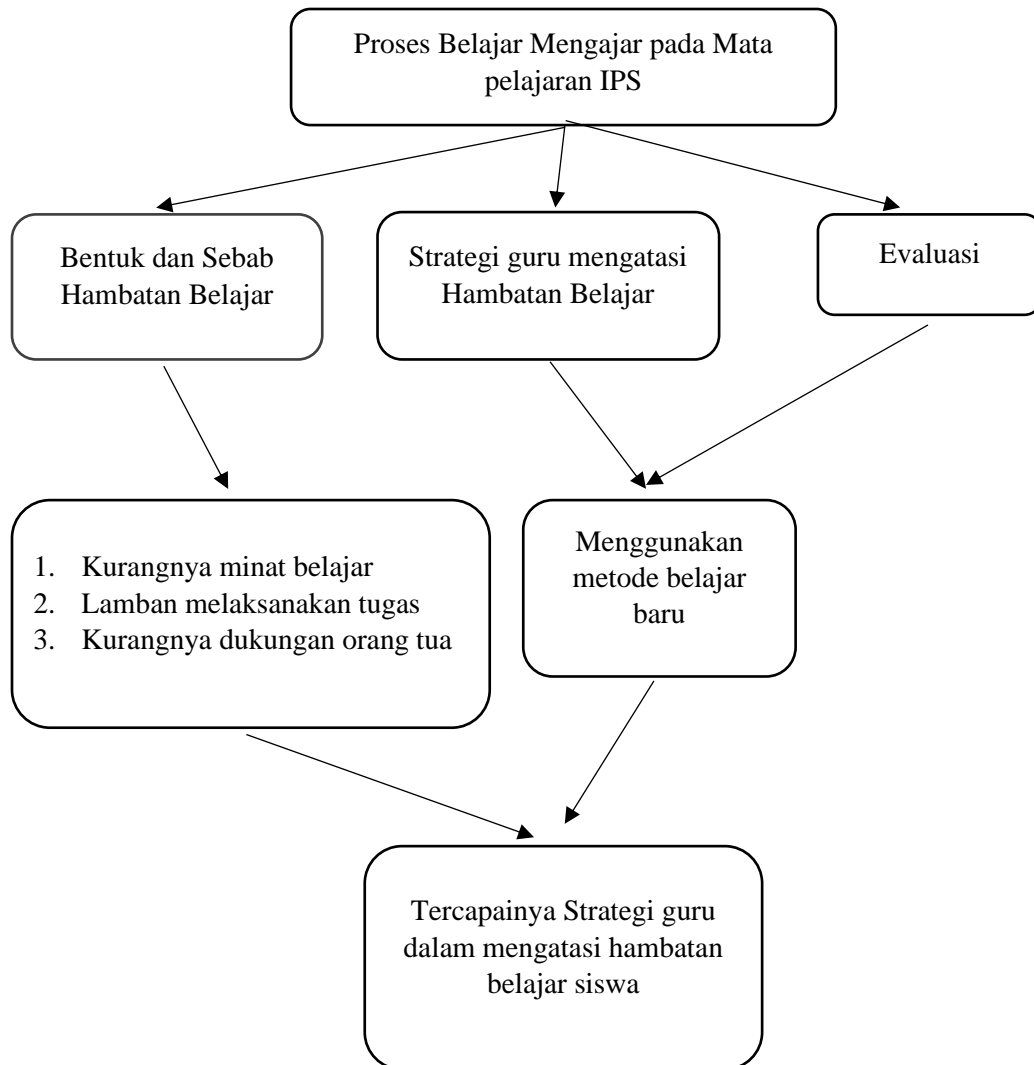 Proses Belajar Mengajar pada Mata
pelajaran IPS
Bentuk dan Sebab
Hambatan Belajar
Strategi guru mengatasi
Hambatan Belajar
Evaluasi
1. Kurangnya minat belajar
2. Lamban melaksanakan tugas
3. Kurangnya dukungan orang tua
Menggunakan
metode belajar
baru
Tercapainya Strategi guru
dalam mengatasi hambatan
belajar siswa